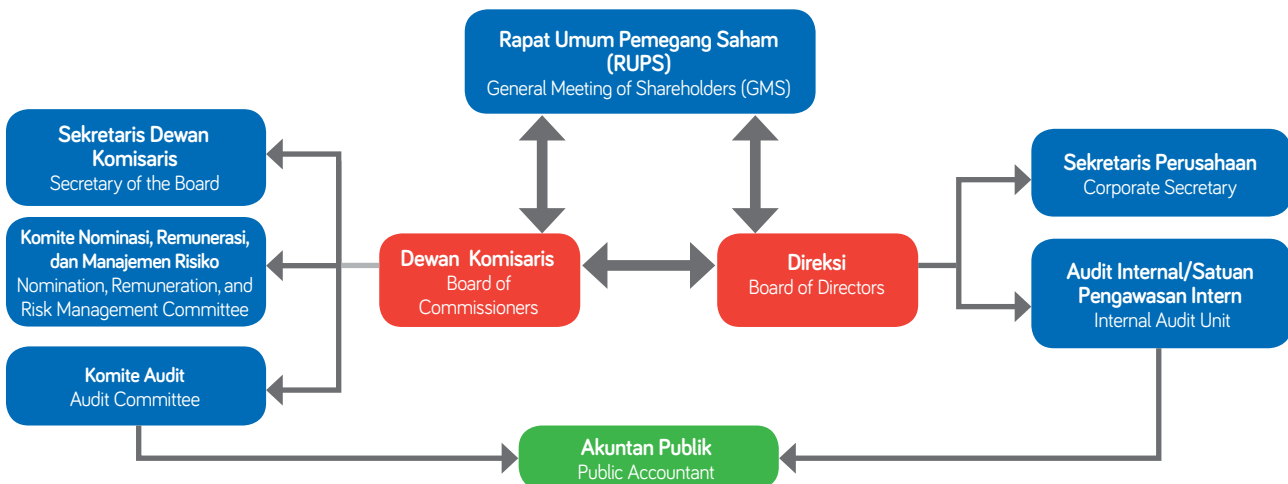 Rapat Umum Pemegang Saham
(RUPS)
General Meeting of Shareholders (GMS)
Sekretaris Dewan
Komisaris
Secretary of the Board
Komite Nominasi, Remunerasi,
dan Manajemen Risiko
Nomination, Remuneration, and
Risk Management Committee
Komite Audit
Audit Committee
Dewan Komisaris
Board of
Commissioners
Direksi
Board of Directors
Sekretaris Perusahaan
Corporate Secretary
Audit Internal/Satuan
Pengawasan Intern
Internal Audit Unit
Akuntan Publik
Public Accountant